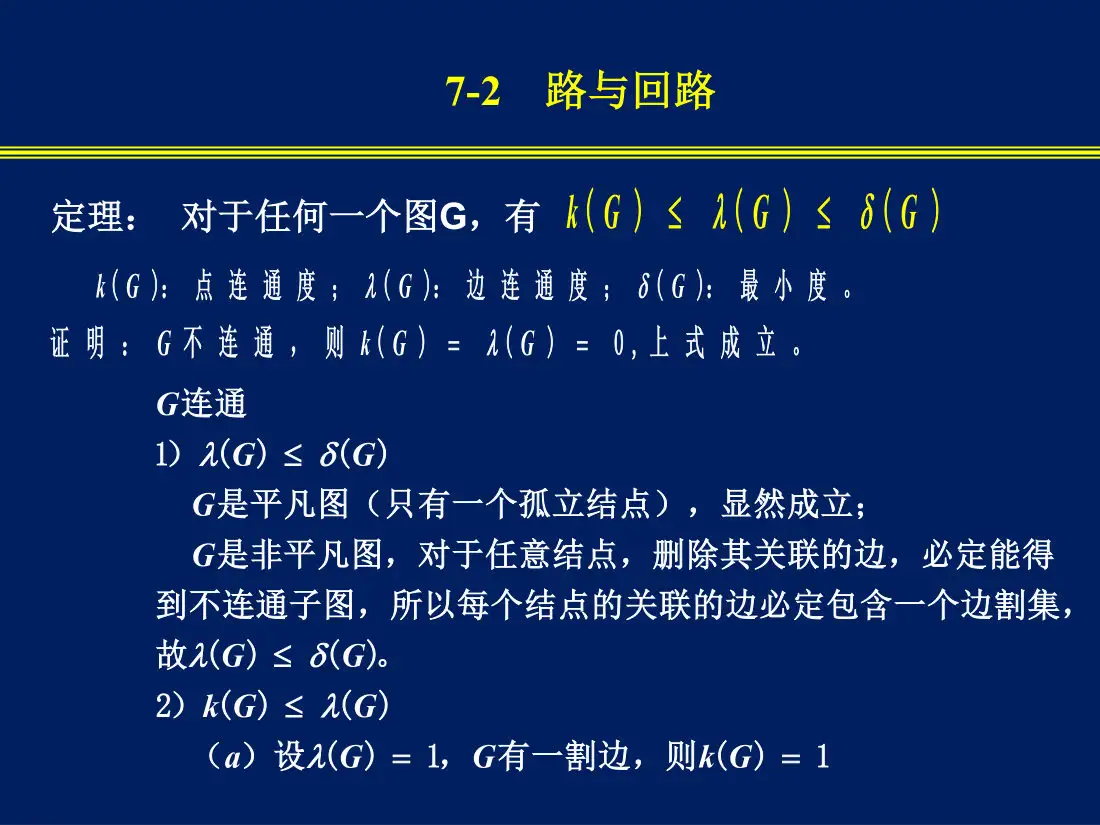 7-2 路与回路
定理： 对于任何一个图G，有 k(G) ≤ λ(G) ≤ δ(G)
k(G)：点连通度；λ(G)：边连通度；δ(G)：最小度。
证明：G不连通，则k(G) = λ(G) = 0,上式成立。
G连通
1）λ(G) ≤ δ(G)
G是平凡图（只有一个孤立结点），显然成立；
G是非平凡图，对于任意结点，删除其关联的边，必定能得
到不连通子图，所以每个结点的关联的边必定包含一个边割集，
故λ(G) ≤ δ(G)。
2）k(G) ≤ λ(G)
（a）设λ(G) = 1，G有一割边，则k(G) = 1